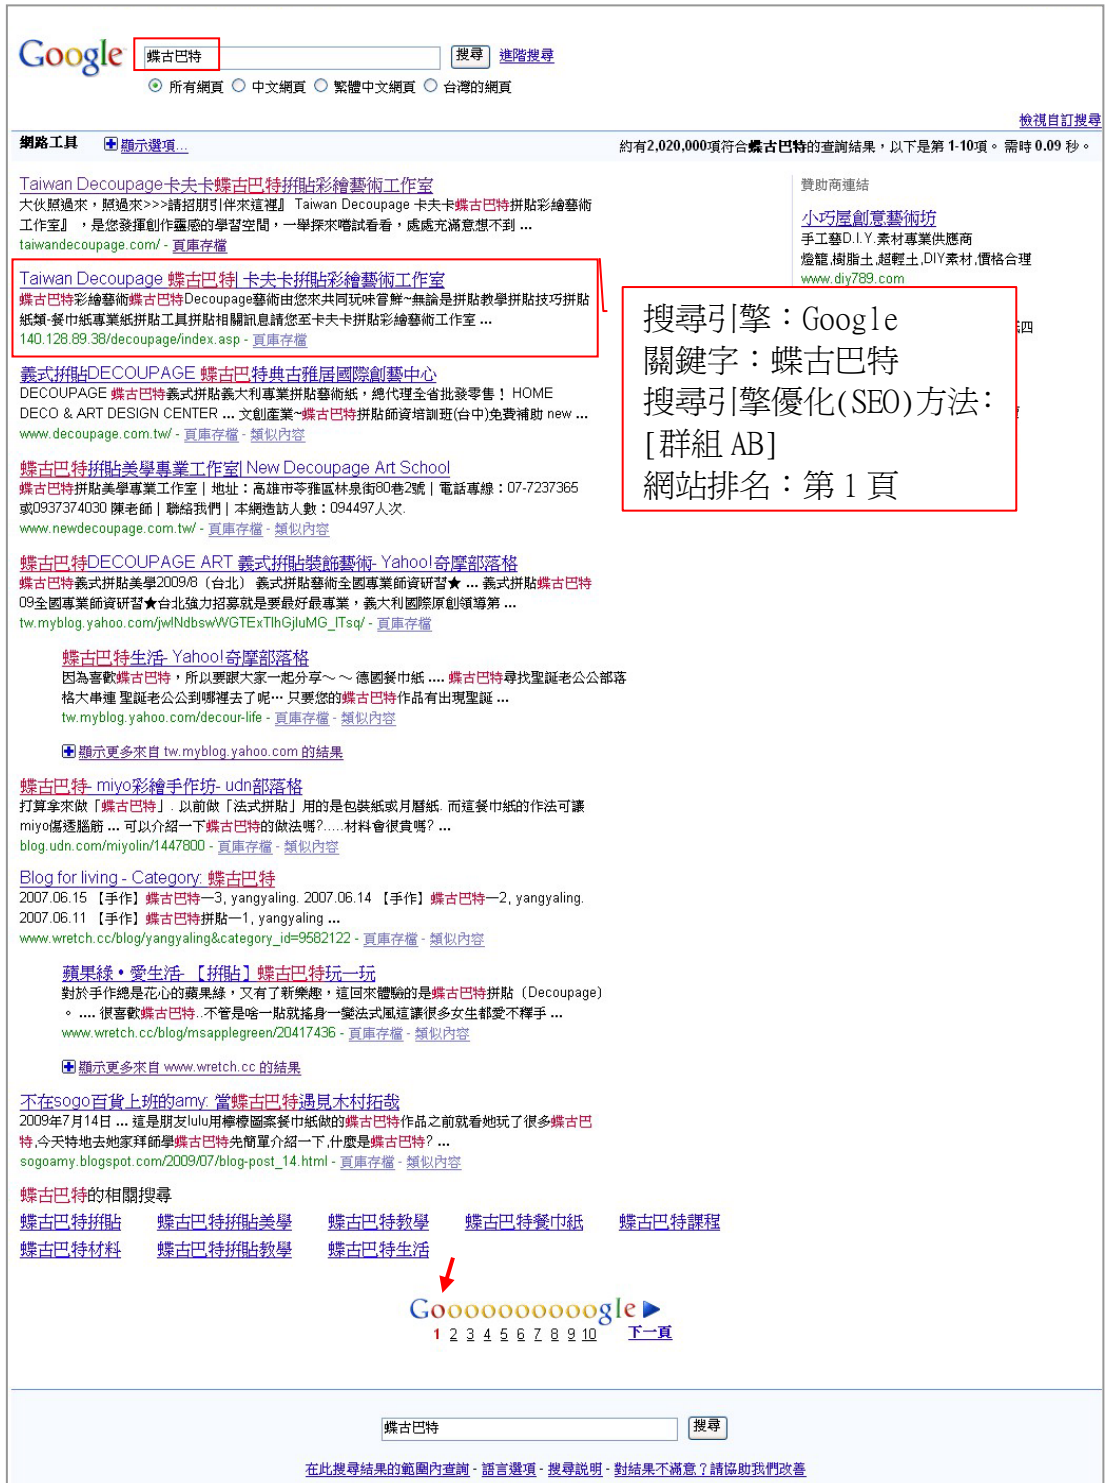 Google 蝶古巴特 搜尋 進階搜尋
所有網頁 中文網頁 繁體中文網頁 台灣的網頁
檢視自訂搜尋
網路工具 顯示選項... 約有2,020,000項符合蝶古巴特的查詢結果，以下是第 1-10項。 需時 0.09 秒。
Taiwan Decoupage卡夫卡蝶古巴特拼貼彩繪藝術工作室
大伙照過來，照過來>>>請招朋引伴來這裡』 Taiwan Decoupage 卡夫卡蝶古巴特拼貼彩繪藝術
工作室』 ，是您發揮創作靈感的學習空間，一舉探來嚐試看看，處處充滿意想不到 ...
taiwandecoupage.com/ - 頁庫存檔
Taiwan Decoupage 蝶古巴特| 卡夫卡拼貼彩繪藝術工作室
蝶古巴特彩繪藝術蝶古巴特Decoupage藝術由您來共同玩味嘗鮮~無論是拼貼教學拼貼技巧拼貼
紙類-餐巾紙專業紙拼貼工具拼貼相關訊息請您至卡夫卡拼貼彩繪藝術工作室 ...
140.128.89.38/decoupage/index.asp - 頁庫存檔
義式拼貼DECOUPAGE 蝶古巴特典古雅居國際創藝中心
DECOUPAGE 蝶古巴特義式拼貼義大利專業拼貼藝術紙，總代理全省批發零售！ HOME
DECO & ART DESIGN CENTER ... 文創產業~蝶古巴特拼貼師資培訓班(台中)免費補助 new ...
www.decoupage.com.tw/ - 頁庫存檔 - 類似內容
蝶古巴特拼貼美學專業工作室| New Decoupage Art School
蝶古巴特拼貼美學專業工作室 | 地址：高雄市苓雅區林泉街80巷2號 | 電話專線：07-7237365
或0937374030 陳老師 | 聯絡我們 | 本網造訪人數：094497人次.
www.newdecoupage.com.tw/ - 頁庫存檔 - 類似內容
蝶古巴特DECOUPAGE ART 義式拼貼裝飾藝術- Yahoo!奇摩部落格
蝶古巴特義式拼貼美學2009/8（台北） 義式拼貼藝術全國專業師資研習★ ... 義式拼貼蝶古巴特
09全國專業師資研習★台北強力招募就是要最好最專業，義大利國際原創領導第 ...
tw.myblog.yahoo.com/jw!NdbswWGTExTlhGjluMG_lTsq/ - 頁庫存檔
蝶古巴特生活- Yahoo!奇摩部落格
因為喜歡蝶古巴特，所以要跟大家一起分享～～ 德國餐巾紙 .... 蝶古巴特尋找聖誕老公公部落
格大串連 聖誕老公公到哪裡去了呢… 只要您的蝶古巴特作品有出現聖誕 ...
tw.myblog.yahoo.com/decour-life - 頁庫存檔 - 類似內容
顯示更多來自 tw.myblog.yahoo.com 的結果
蝶古巴特- miyo彩繪手作坊- udn部落格
打算拿來做「蝶古巴特」. 以前做「法式拼貼」用的是包裝紙或月曆紙. 而這餐巾紙的作法可讓
miyo傷透腦筋 ... 可以介紹一下蝶古巴特的做法嗎?.....材料會很貴嗎? ...
blog.udn.com/miyolin/1447800 - 頁庫存檔 - 類似內容
Blog for living - Category: 蝶古巴特
2007.06.15 【手作】蝶古巴特—3, yangyaling. 2007.06.14 【手作】蝶古巴特—2, yangyaling.
2007.06.11 【手作】蝶古巴特拼貼—1, yangyaling ...
www.wretch.cc/blog/yangyaling&category_id=9582122 - 頁庫存檔 - 類似內容
蘋果綠‧愛生活- 【拼貼】蝶古巴特玩一玩
對於手作總是花心的蘋果綠，又有了新樂趣，這回來體驗的是蝶古巴特拼貼（Decoupage）
。 .... 很喜歡蝶古巴特..不管是啥一貼就搖身一變法式風這讓很多女生都愛不釋手 ...
www.wretch.cc/blog/msapplegreen/20417436 - 頁庫存檔 - 類似內容
顯示更多來自 www.wretch.cc 的結果
不在sogo百貨上班的amy: 當蝶古巴特遇見木村拓哉
2009年7月14日 ... 這是朋友lulu用檸檬圖案餐巾紙做的蝶古巴特作品之前就看她玩了很多蝶古巴
特,今天特地去她家拜師學蝶古巴特先簡單介紹一下,什麼是蝶古巴特? ...
sogoamy.blogspot.com/2009/07/blog-post_14.html - 頁庫存檔 - 類似內容
蝶古巴特的相關搜尋
蝶古巴特拼貼 蝶古巴特拼貼美學 蝶古巴特教學 蝶古巴特餐巾紙 蝶古巴特課程
蝶古巴特材料 蝶古巴特拼貼教學 蝶古巴特生活
贊助商連結
小巧屋創意藝術坊
手工藝D.I.Y.素材專業供應商
燈籠,樹脂土,超輕土,DIY素材,價格合理
www.diy789.com
搜尋引擎：Google
關鍵字：蝶古巴特
搜尋引擎優化(SEO)方法：
[群組 AB]
網站排名：第 1 頁
Goooooooooogle
1 2 3 4 5 6 7 8 9 10 下一頁
蝶古巴特 搜尋
在此搜尋結果的範圍內查詢 - 語言選項 - 搜尋說明 - 對結果不滿意？請協助我們改善